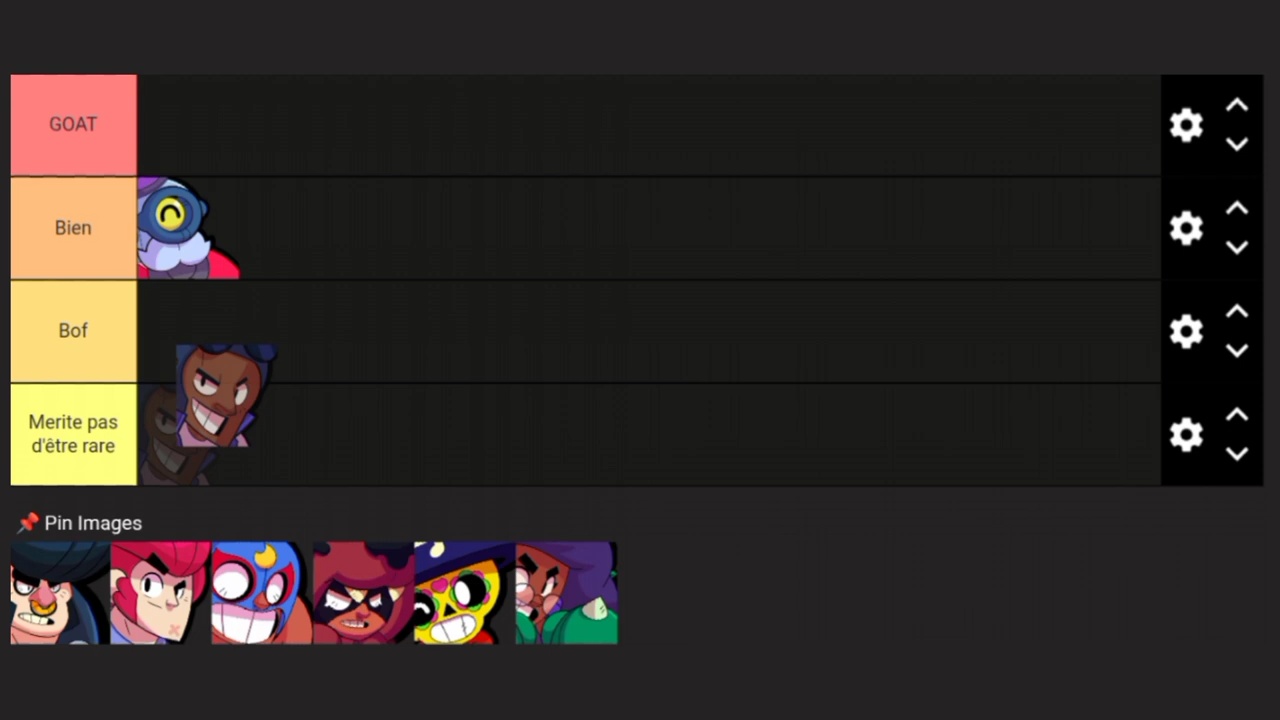 GOAT
Bien
Bof
Merite pas
d'être rare
📌 Pin Images